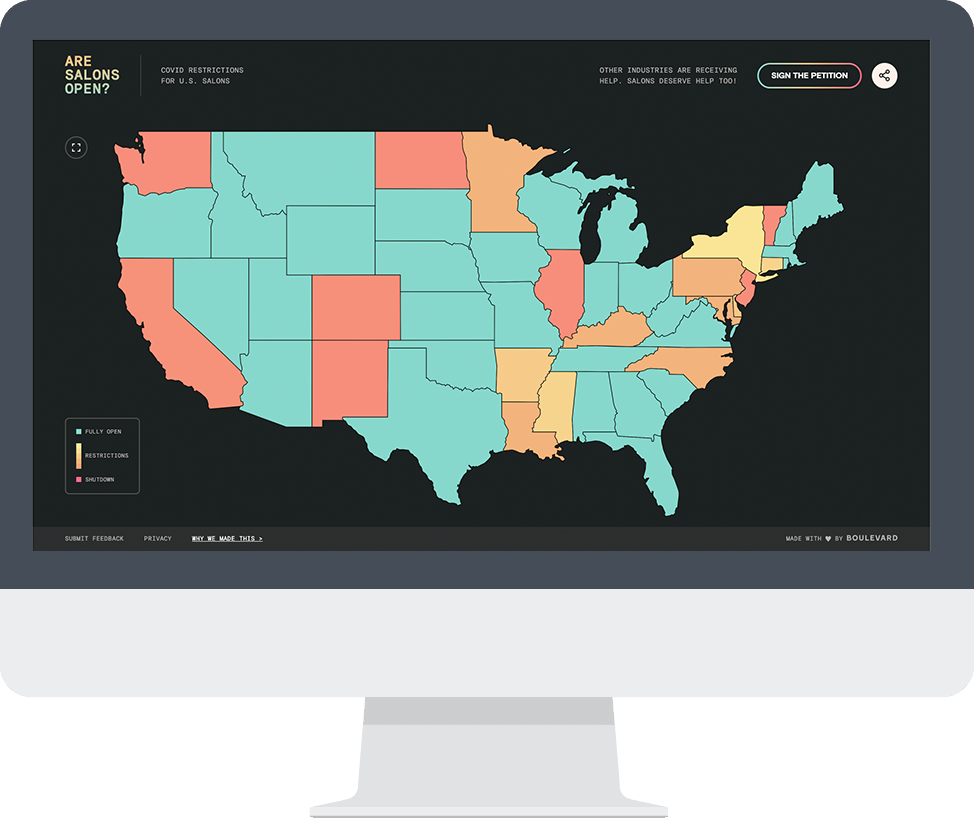 ARE
SALONS
OPEN?
COVID RESTRICTIONS
FOR U.S. SALONS
OTHER INDUSTRIES ARE RECEIVING
HELP. SALONS DESERVE HELP TOO!
SIGN THE PETITION
FULLY OPEN
RESTRICTIONS
SHUTDOWN
SUBMIT FEEDBACK
PRIVACY
WHY WE MADE THIS >
MADE WITH ♥ BY BOULEVARD